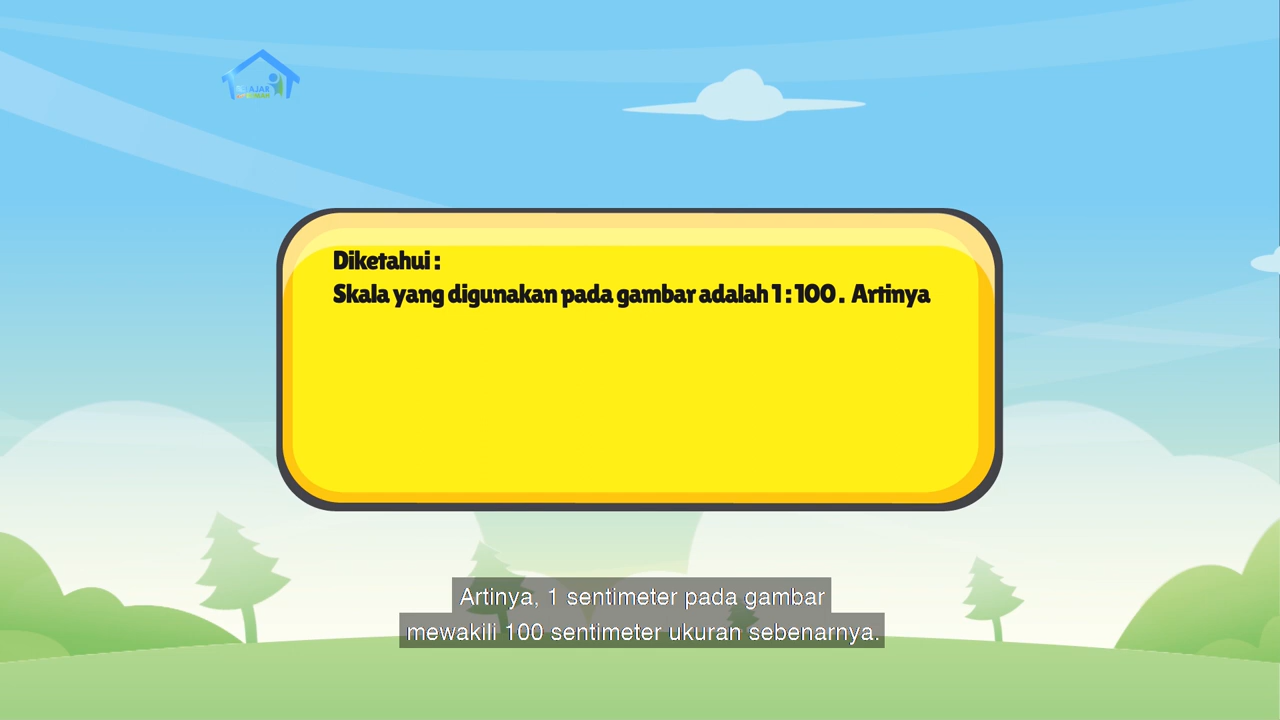 AJAR
Diketahui :
Skala yang digunakan pada gambar adalah 1 : 100 . Artinya
Artinya, 1 sentimeter pada gambar
mewakili 100 sentimeter ukuran sebenarnya.